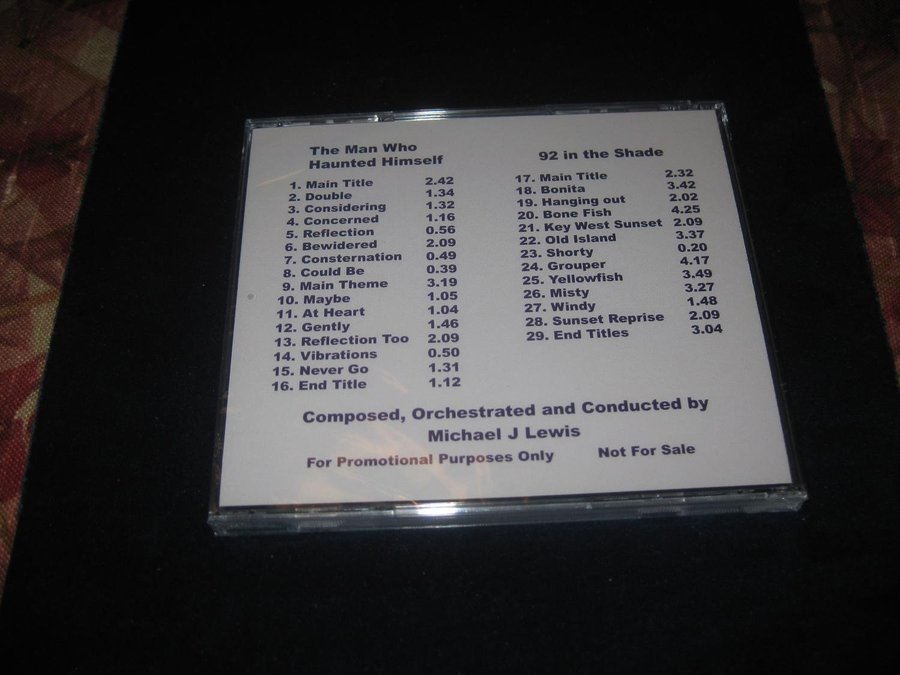 The Man Who
Haunted Himself
1. Main Title 2.42
2. Double 1.34
3. Considering 1.32
4. Concerned 1.16
5. Reflection 0.56
6. Bewidered 2.09
7. Consternation 0.49
8. Could Be 0.39
9. Main Theme 3.19
10. Maybe 1.05
11. At Heart 1.04
12. Gently 1.46
13. Reflection Too 2.09
14. Vibrations 0.50
15. Never Go 1.31
16. End Title 1.12
92 in the Shade
17. Main Title 2.32
18. Bonita 3.42
19. Hanging out 2.02
20. Bone Fish 4.25
21. Key West Sunset 2.09
22. Old Island 3.37
23. Shorty 0.20
24. Grouper 4.17
25. Yellowfish 3.49
26. Misty 3.27
27. Windy 1.48
28. Sunset Reprise 2.09
29. End Titles 3.04
Composed, Orchestrated and Conducted by
Michael J Lewis
For Promotional Purposes Only Not For Sale